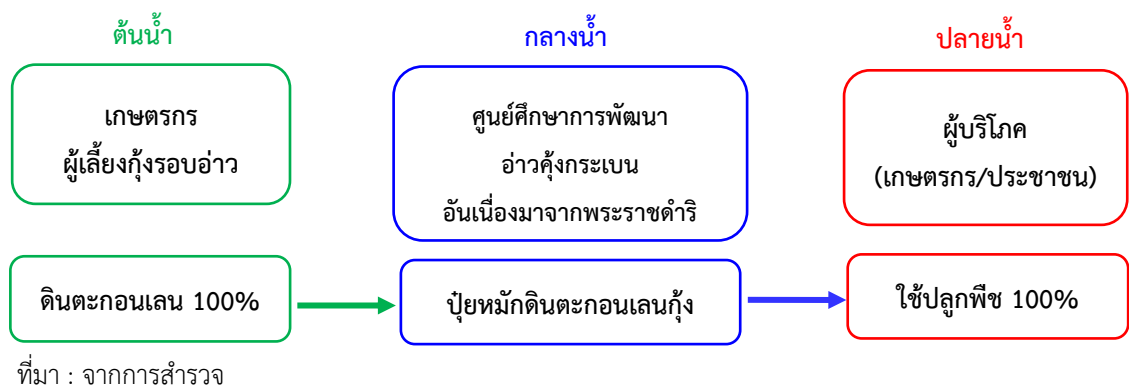 ต้นน้ำ
กลางน้ำ
ปลายน้ำ
เกษตรกร
ผู้เลี้ยงกุ้งรอบอ่าว
ศูนย์ศึกษาการพัฒนา
อ่าวคุ้งกระเบน
อันเนื่องมาจากพระราชดำริ
ผู้บริโภค
(เกษตรกร/ประชาชน)
ดินตะกอนเลน 100%
ปุ๋ยหมักดินตะกอนเลนกุ้ง
ใช้ปลูกพืช 100%
ที่มา : จากการสำรวจ